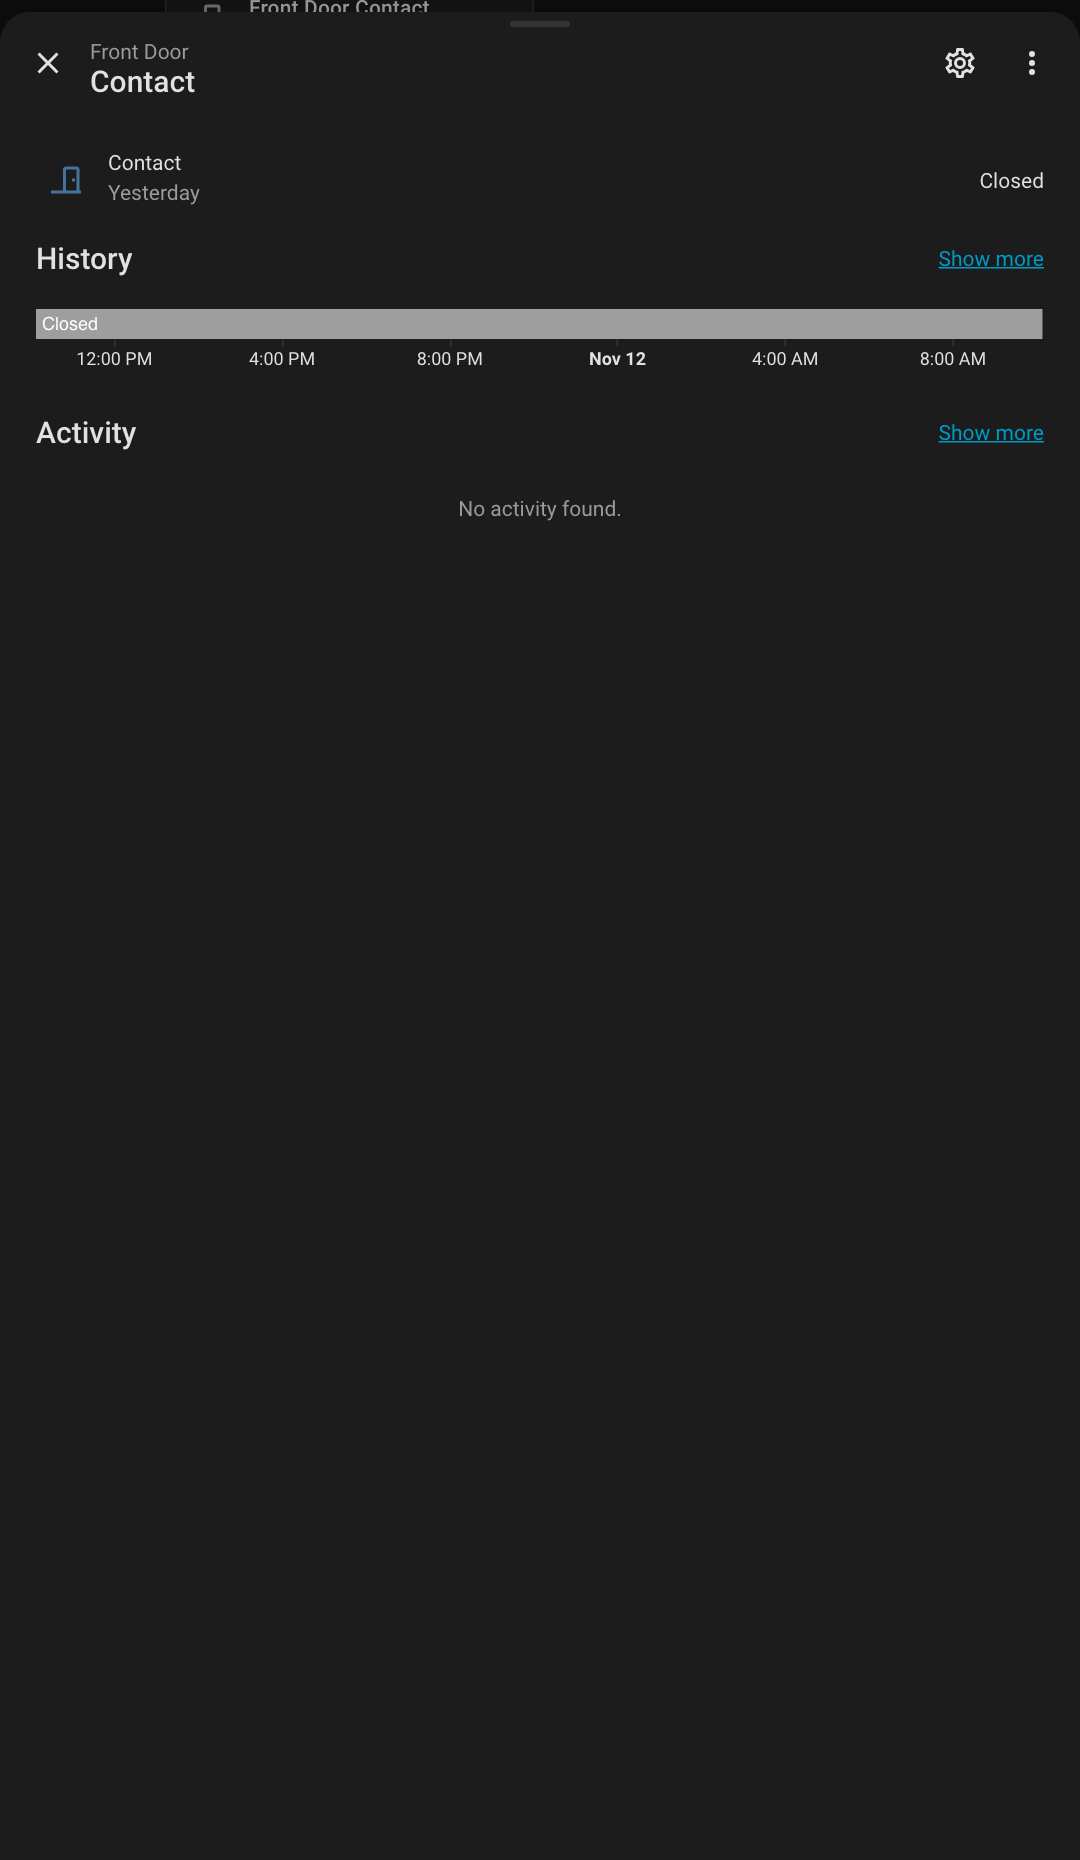 Front Door Contact
Front Door
Contact
Contact
Yesterday
Closed
History
Show more
Closed
12:00 PM 4:00 PM 8:00 PM Nov 12 4:00 AM 8:00 AM
Activity
Show more
No activity found.